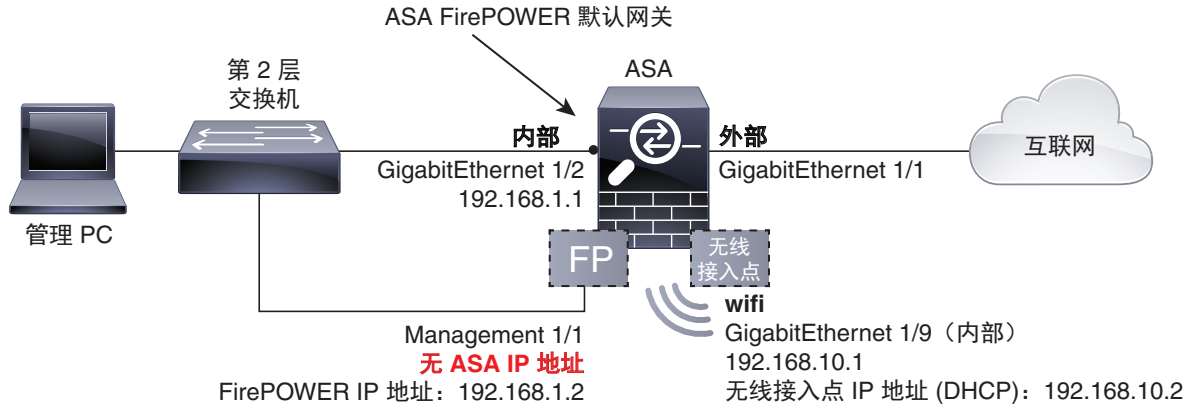 ASA FirePOWER 默认网关
第 2 层
交换机
ASA
内部
外部
互联网
GigabitEthernet 1/2
192.168.1.1
GigabitEthernet 1/1
管理 PC
FP
无线
接入点
wifi
Management 1/1
GigabitEthernet 1/9（内部）
无 ASA IP 地址
192.168.10.1
FirePOWER IP 地址：192.168.1.2
无线接入点 IP 地址 (DHCP)：192.168.10.2